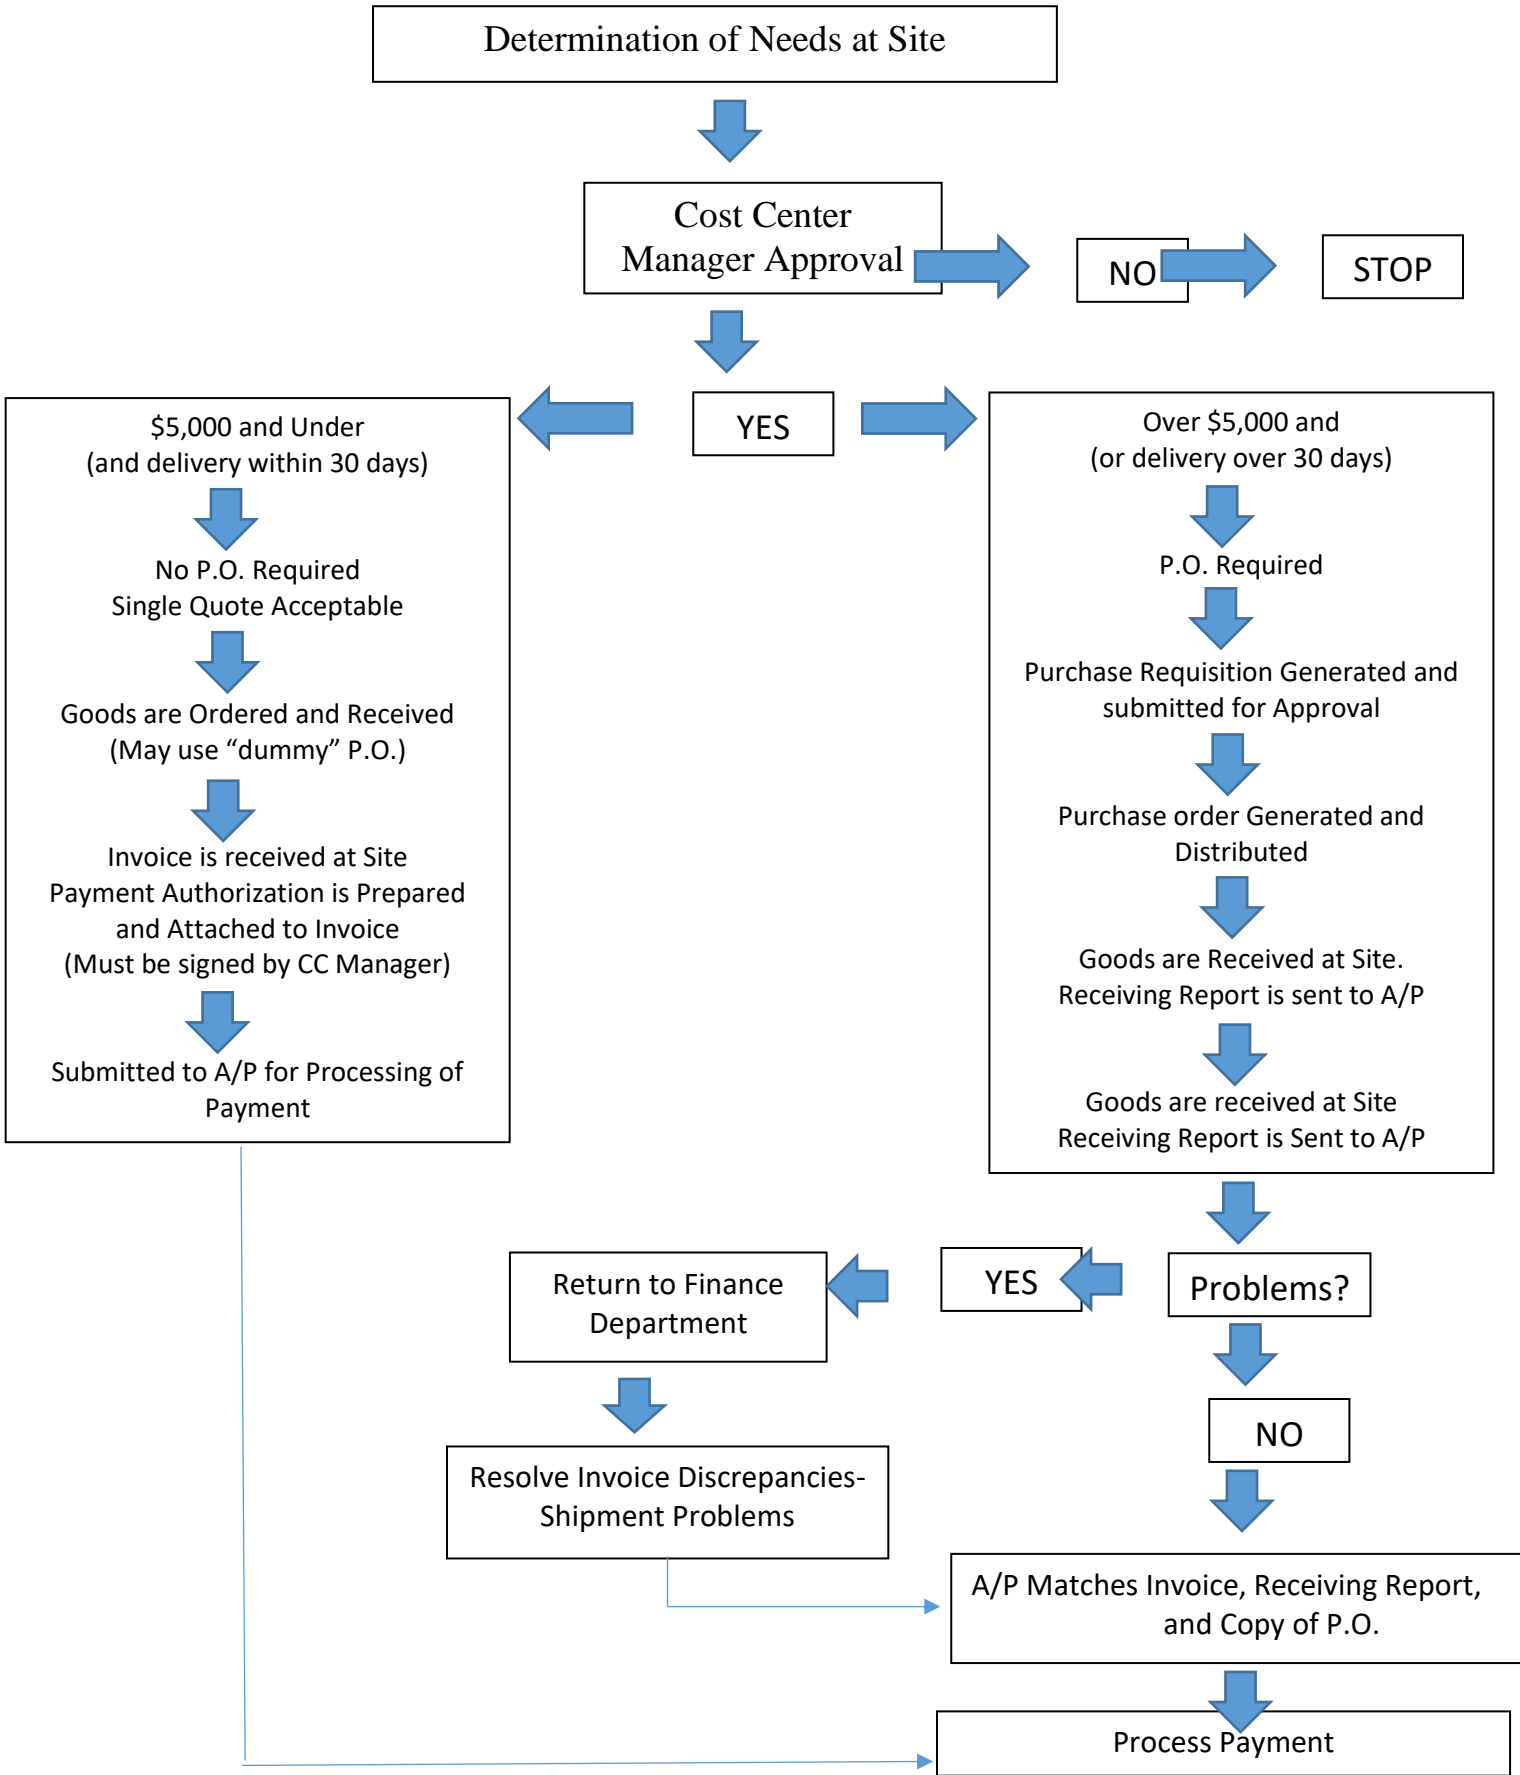 Determination of Needs at Site
Cost Center
Manager Approval
NO
STOP
YES
$5,000 and Under
(and delivery within 30 days)
No P.O. Required
Single Quote Acceptable
Goods are Ordered and Received
(May use “dummy” P.O.)
Invoice is received at Site
Payment Authorization is Prepared
and Attached to Invoice
(Must be signed by CC Manager)
Submitted to A/P for Processing of
Payment
Over $5,000 and
(or delivery over 30 days)
P.O. Required
Purchase Requisition Generated and
submitted for Approval
Purchase order Generated and
Distributed
Goods are Received at Site.
Receiving Report is sent to A/P
Goods are received at Site
Receiving Report is Sent to A/P
Problems?
YES
Return to Finance
Department
NO
Resolve Invoice Discrepancies-
Shipment Problems
A/P Matches Invoice, Receiving Report,
and Copy of P.O.
Process Payment